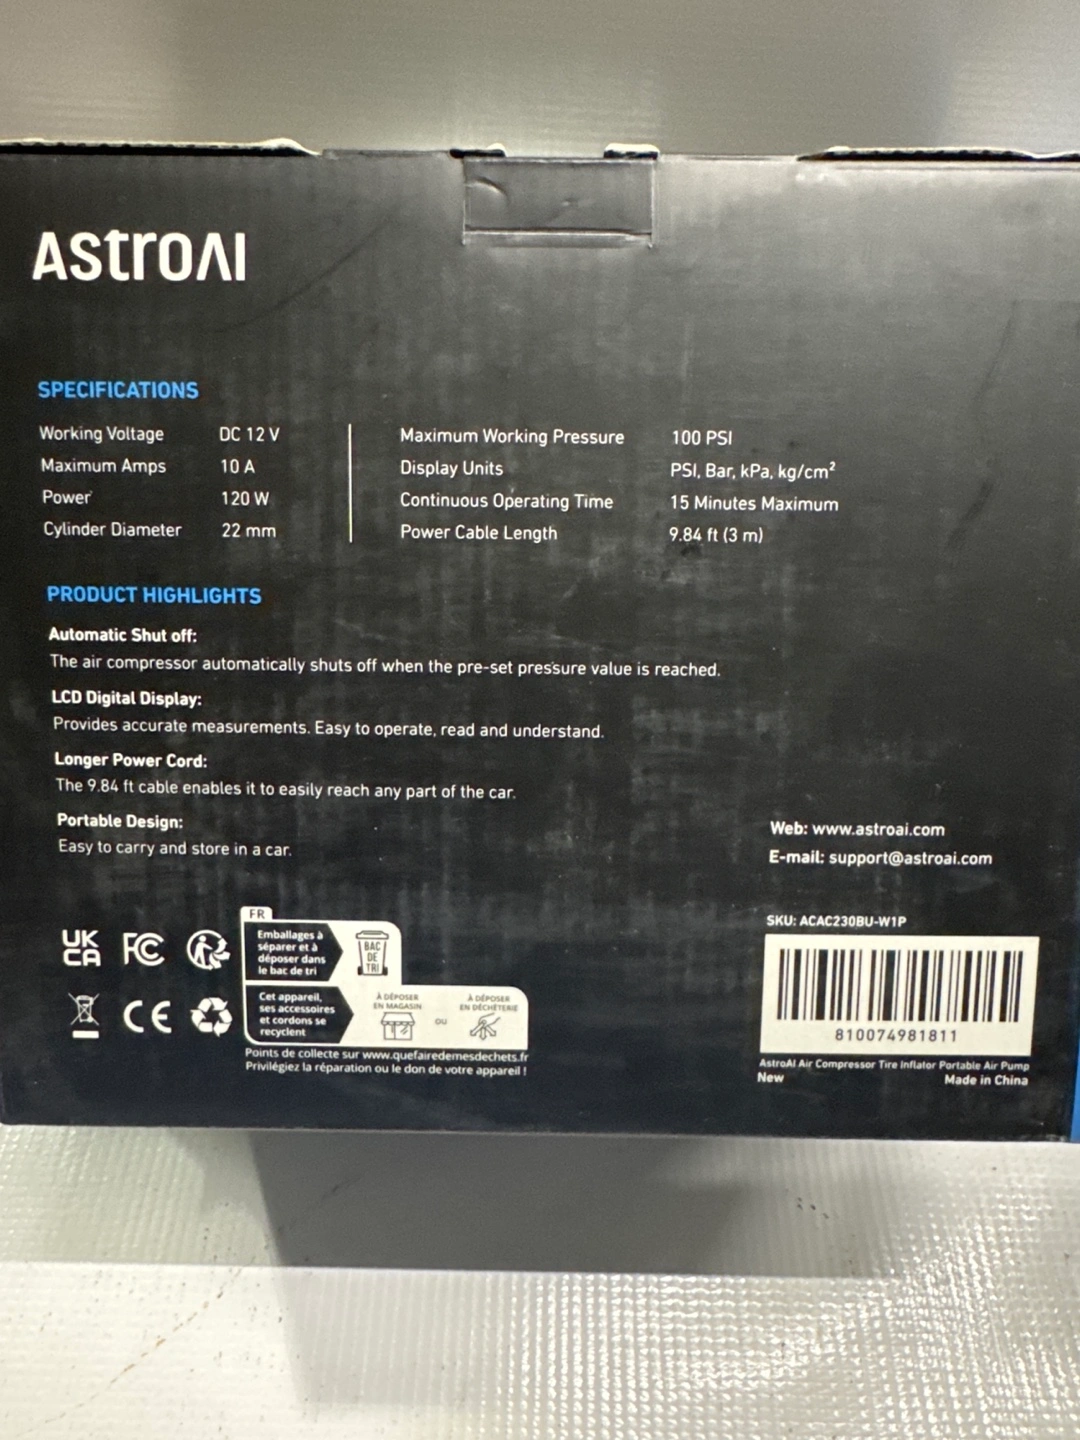 AstroAI
SPECIFICATIONS
Working Voltage DC 12 V
Maximum Amps 10 A
Power 120 W
Cylinder Diameter 22 mm
Maximum Working Pressure 100 PSI
Display Units PSI, Bar, kPa, kg/cm²
Continuous Operating Time 15 Minutes Maximum
Power Cable Length 9.84 ft (3 m)
PRODUCT HIGHLIGHTS
Automatic Shut off:
The air compressor automatically shuts off when the pre-set pressure value is reached.
LCD Digital Display:
Provides accurate measurements. Easy to operate, read and understand.
Longer Power Cord:
The 9.84 ft cable enables it to easily reach any part of the car.
Portable Design:
Easy to carry and store in a car.
Web: www.astroai.com
E-mail: support@astroai.com
UK
CA
FC
CE
FR
Emballages à
séparer et à
déposer dans
le bac de tri
BAC
DE
TRI
Cet appareil,
ses accessoires
et cordons se
recyclent
À DÉPOSER
EN MAGASIN
OU
À DÉPOSER
EN DÉCHÈTERIE
Points de collecte sur www.quefairedemesdechets.fr
Privilégiez la réparation ou le don de votre appareil !
SKU: ACAC230BU-W1P
810074981811
AstroAI Air Compressor Tire Inflator Portable Air Pump
New Made in China